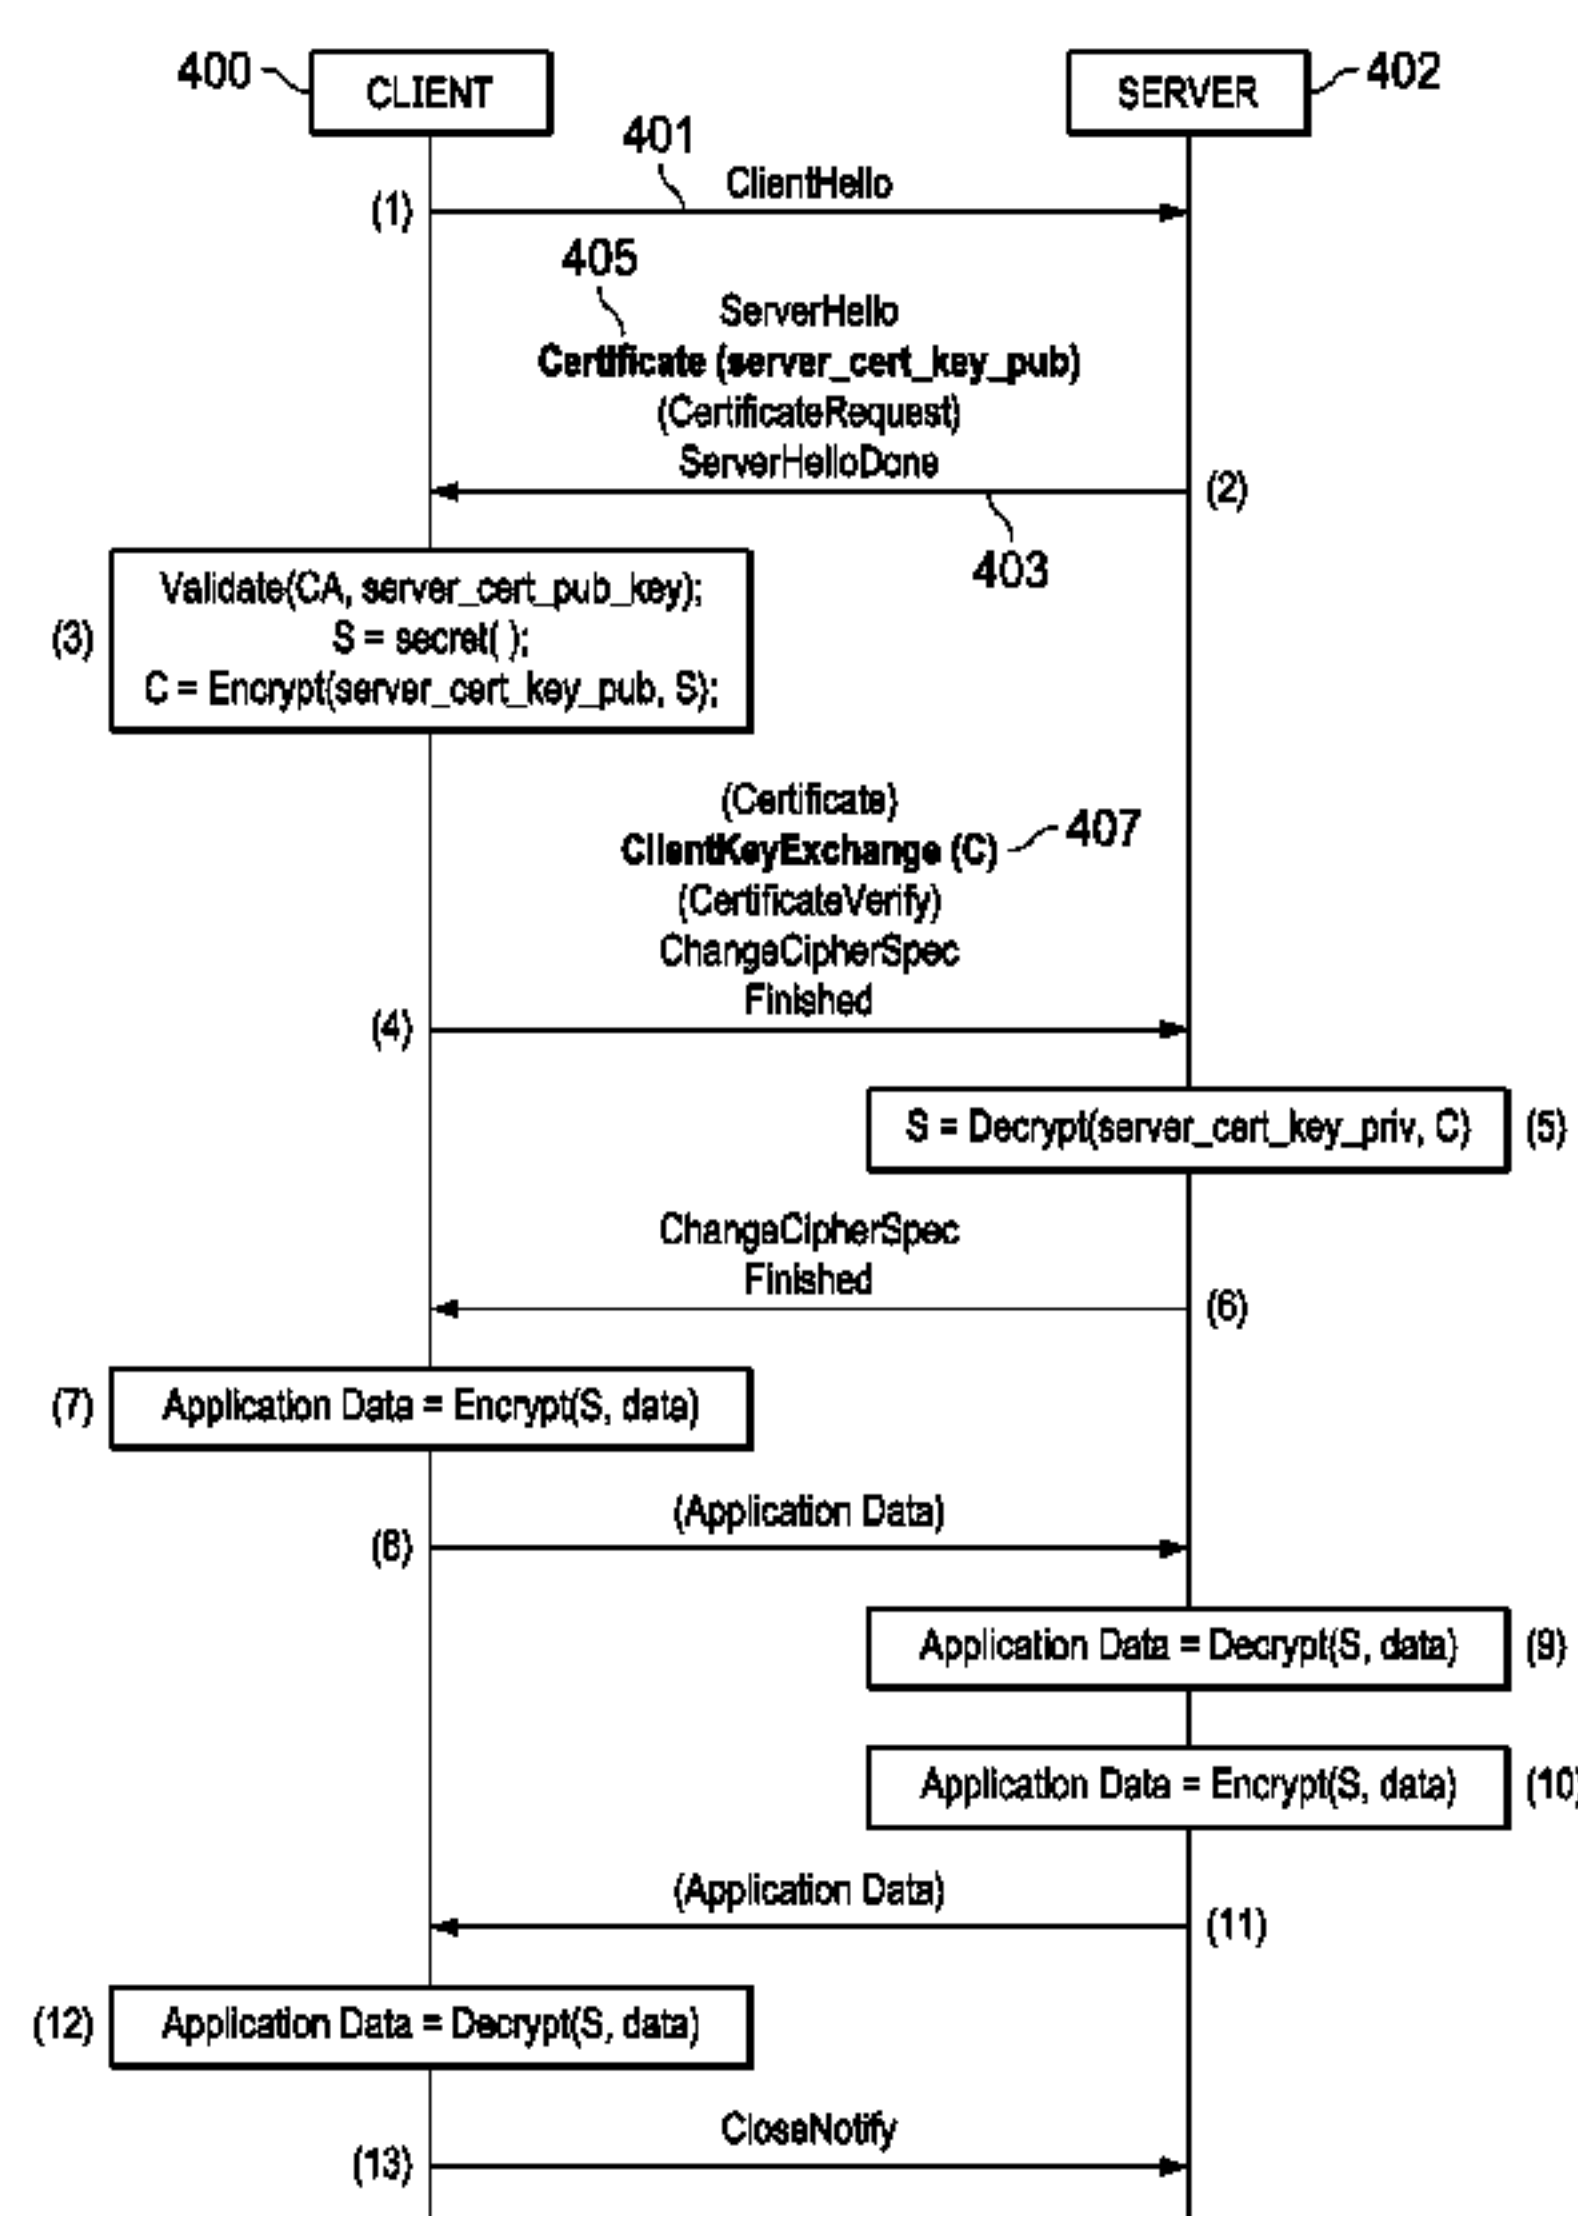 400 CLIENT SERVER 402
401
ClientHello
(1)
405
ServerHello
Certificate (server_cert_key_pub)
(CertificateRequest)
ServerHelloDone
(2)
403
Validate(CA, server_cert_pub_key);
(3) S = secret( );
C = Encrypt(server_cert_key_pub, S);
(Certificate)
ClientKeyExchange (C) 407
(CertificateVerify)
ChangeCipherSpec
Finished
(4)
S = Decrypt(server_cert_key_priv, C) (5)
ChangeCipherSpec
Finished
(6)
(7) Application Data = Encrypt(S, data)
(Application Data)
(8)
Application Data = Decrypt(S, data) (9)
Application Data = Encrypt(S, data) (10)
(Application Data)
(11)
(12) Application Data = Decrypt(S, data)
CloseNotify
(13)